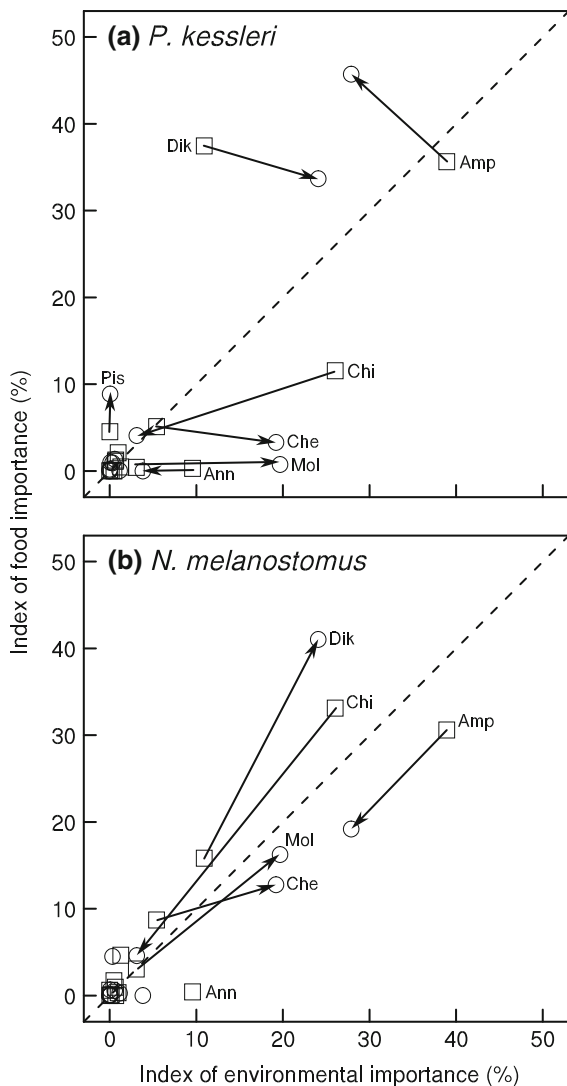 (a) P. kessleri
50
40
30
20
10
0
Dik
Amp
Pis
Chi
Che
Mol
Ann
Index of food importance (%)
(b) N. melanostomus
50
40
30
20
10
0
Dik
Chi
Amp
Mol
Che
Ann
0 10 20 30 40 50
Index of environmental importance (%)